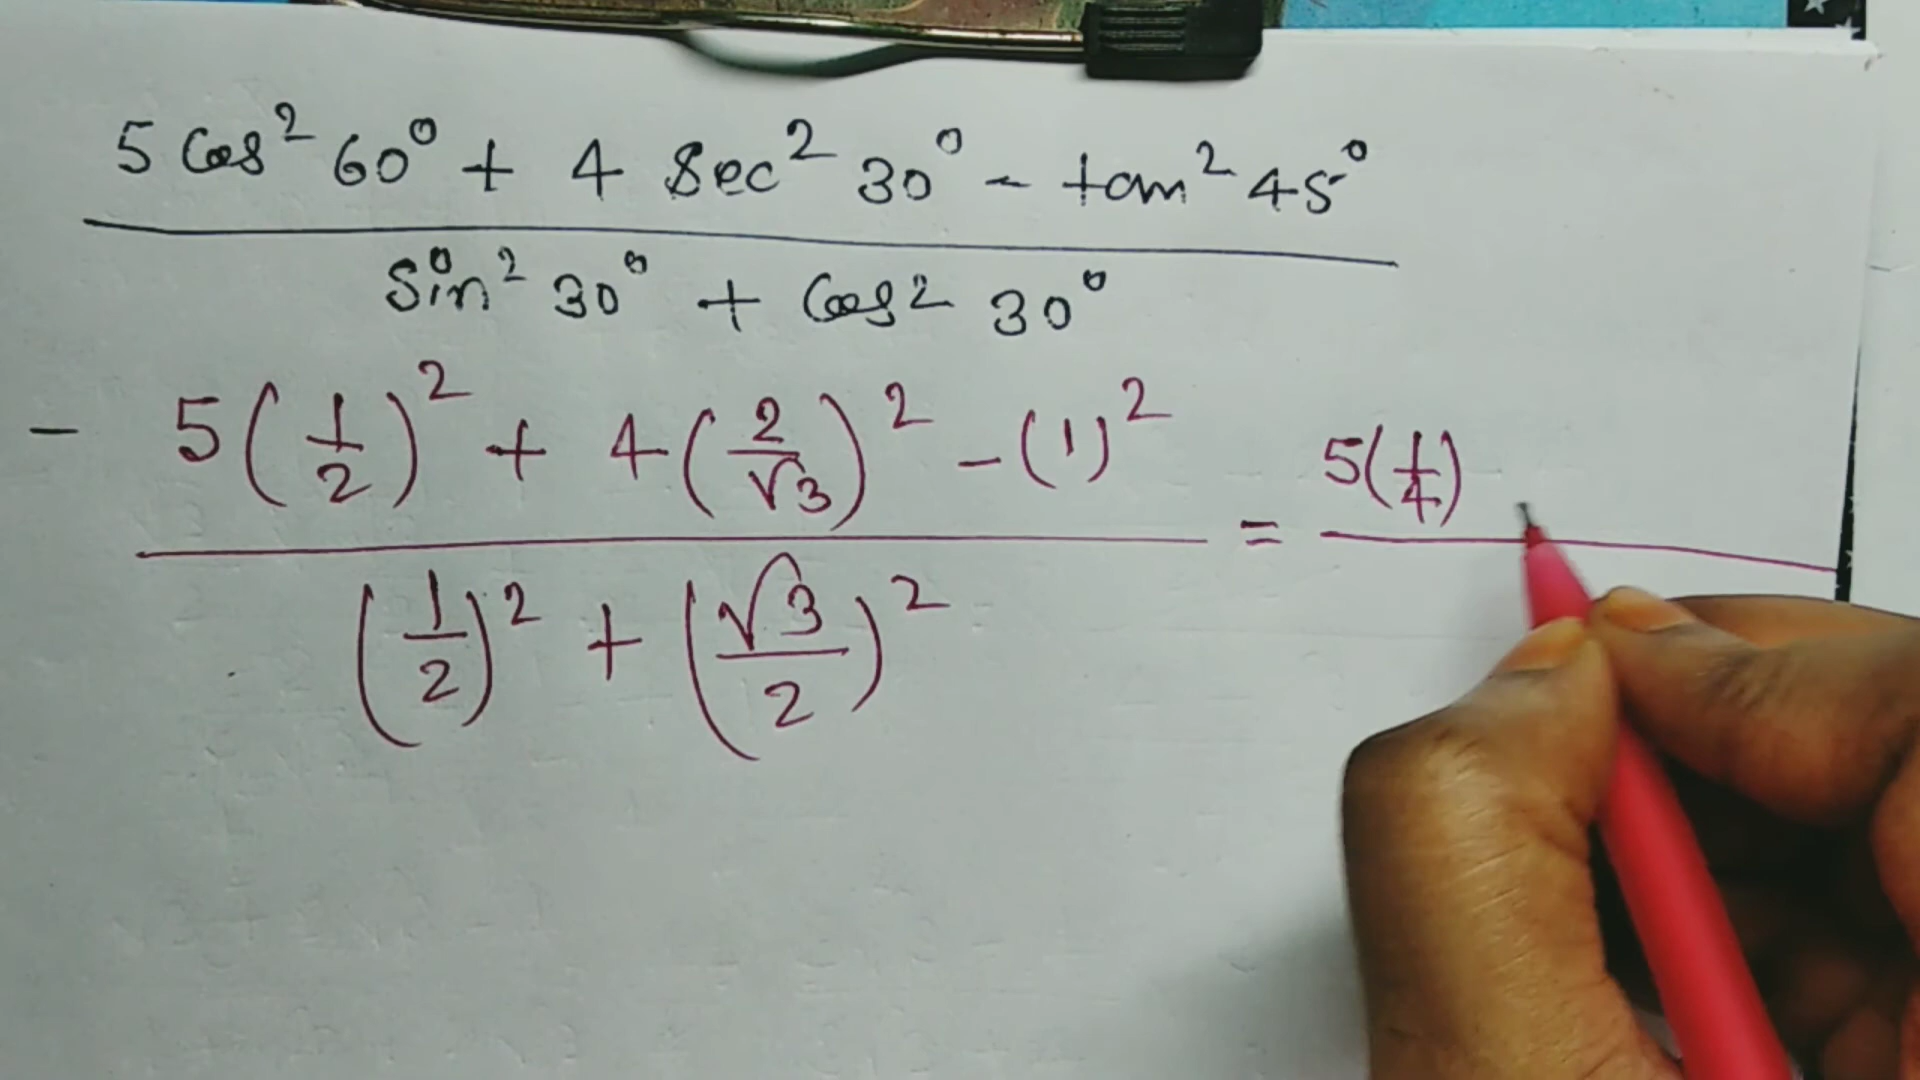 5 Cos² 60° + 4 Sec² 30° - tan² 45°
Sin² 30° + Cos² 30°
- 5(1/2)² + 4(2/√3)² - (1)² = 5(1/4)
(1/2)² + (√3/2)²